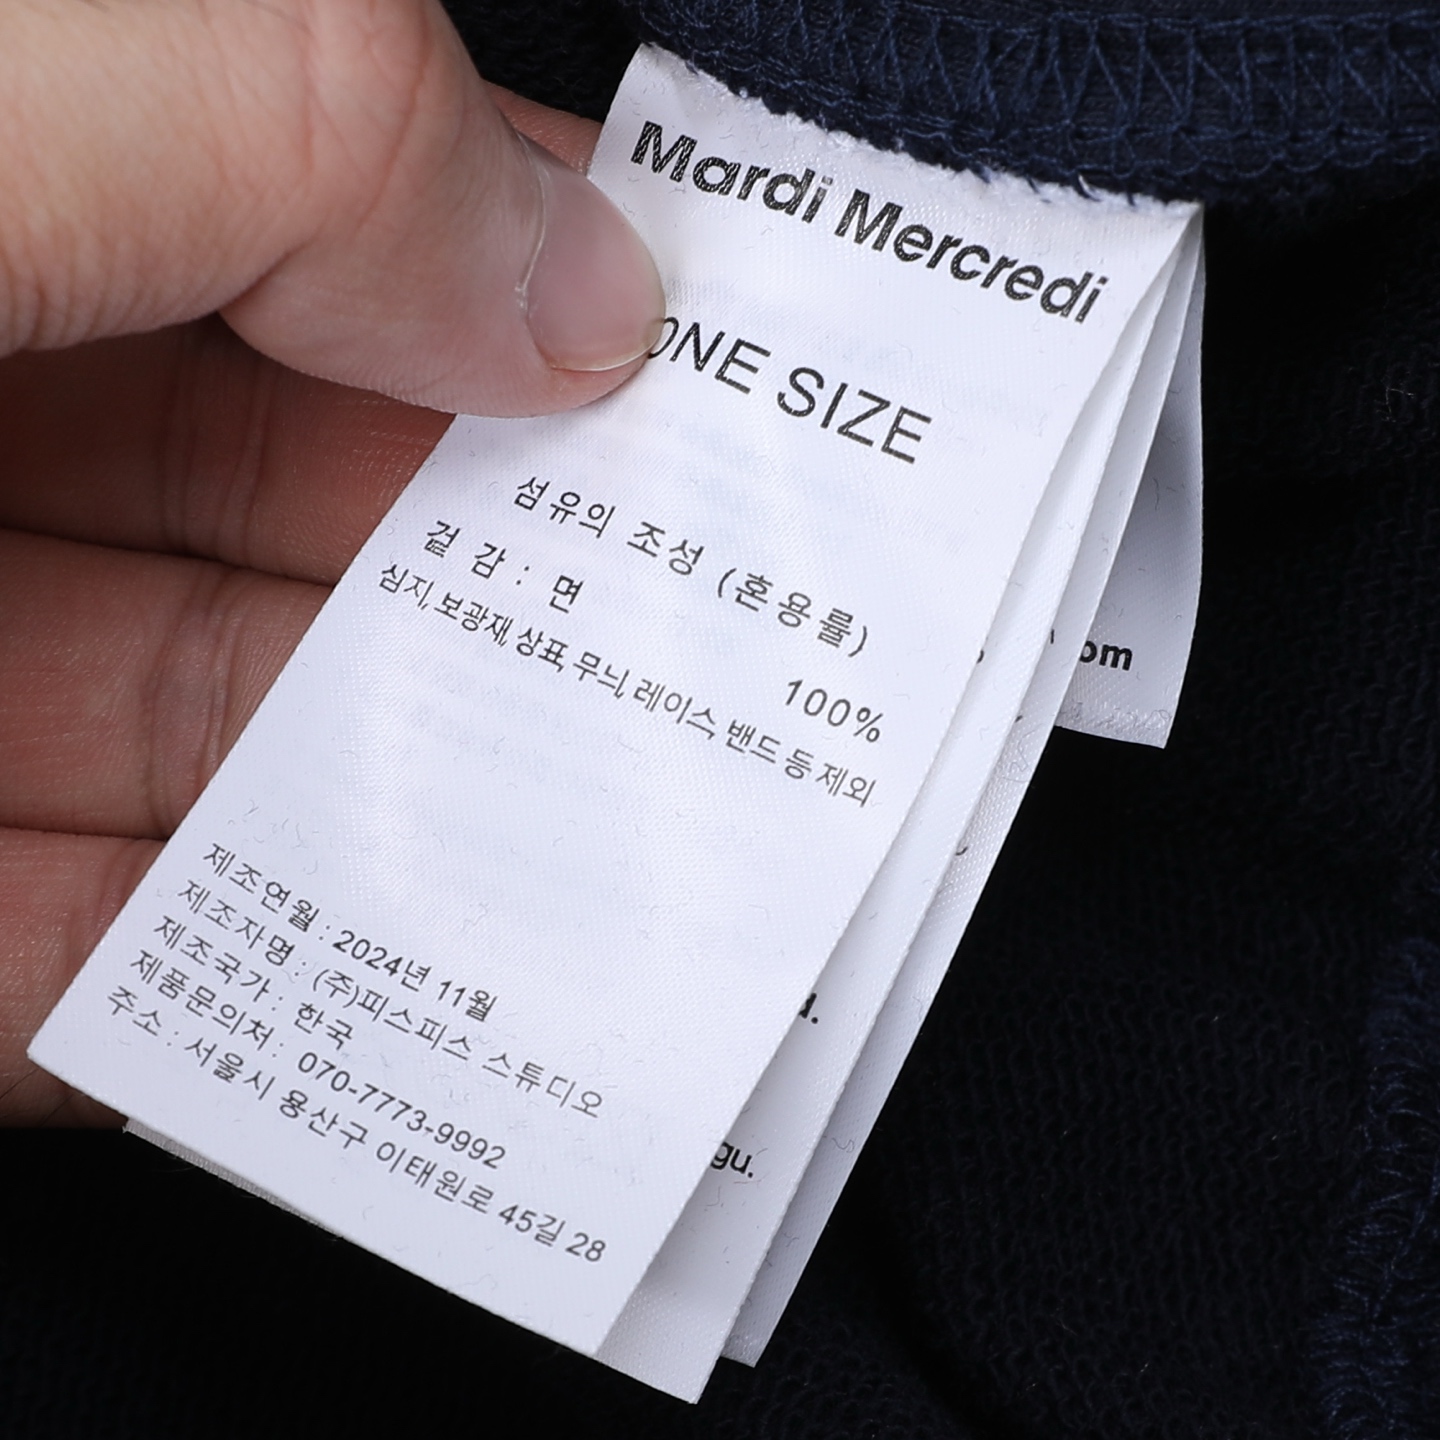 Mardi Mercredi
ONE SIZE
섬유의 조성 (혼용률)
겉 감 : 면 100%
심지, 보광재, 상표, 무늬, 레이스, 밴드 등 제외
제조연월 : 2024년 11월
제조자명 : (주)피스피스 스튜디오
제조국가 : 한국
제품문의처 : 070-7773-9992
주소 : 서울시 용산구 이태원로 45길 28
om
gu.